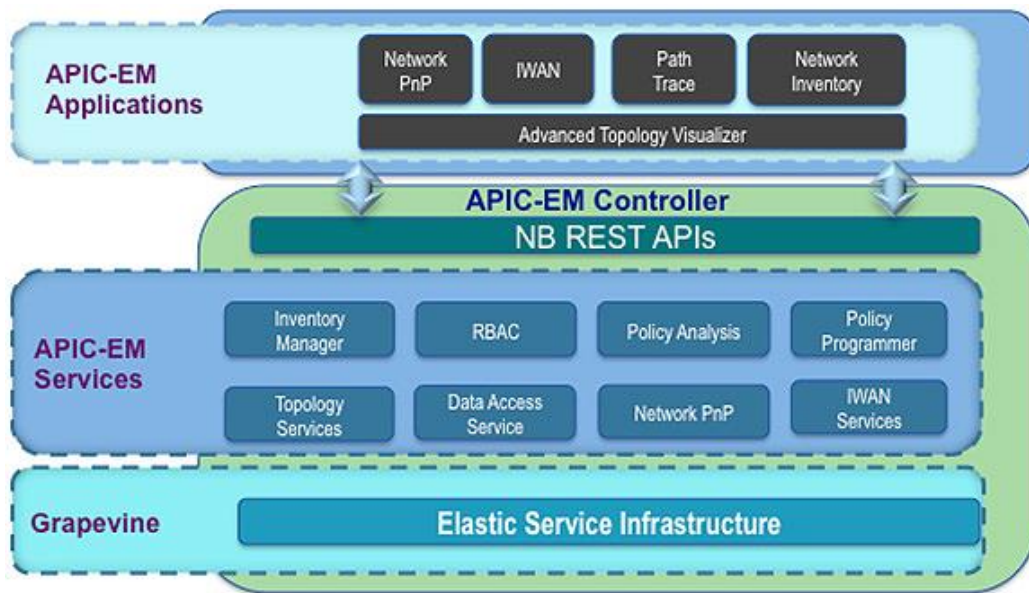 APIC-EM
Applications
Network
PnP
IWAN
Path
Trace
Network
Inventory
Advanced Topology Visualizer
APIC-EM Controller
NB REST APIs
APIC-EM
Services
Inventory
Manager
RBAC
Policy Analysis
Policy
Programmer
Topology
Services
Data Access
Service
Network PnP
IWAN
Services
Grapevine
Elastic Service Infrastructure